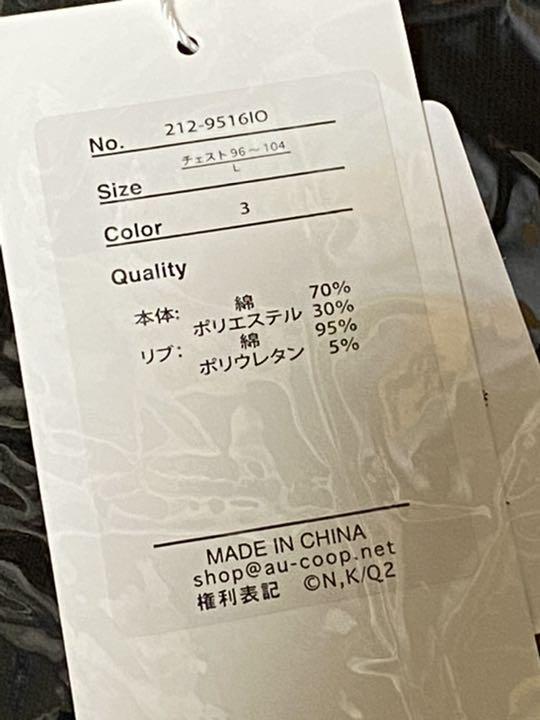 No. 212-9516IO
Size チェスト96～104
L
Color 3
Quality
本体: 綿 70%
ポリエステル 30%
リブ: 綿 95%
ポリウレタン 5%
MADE IN CHINA
shop@au-coop.net
権利表記 ©N,K/Q2